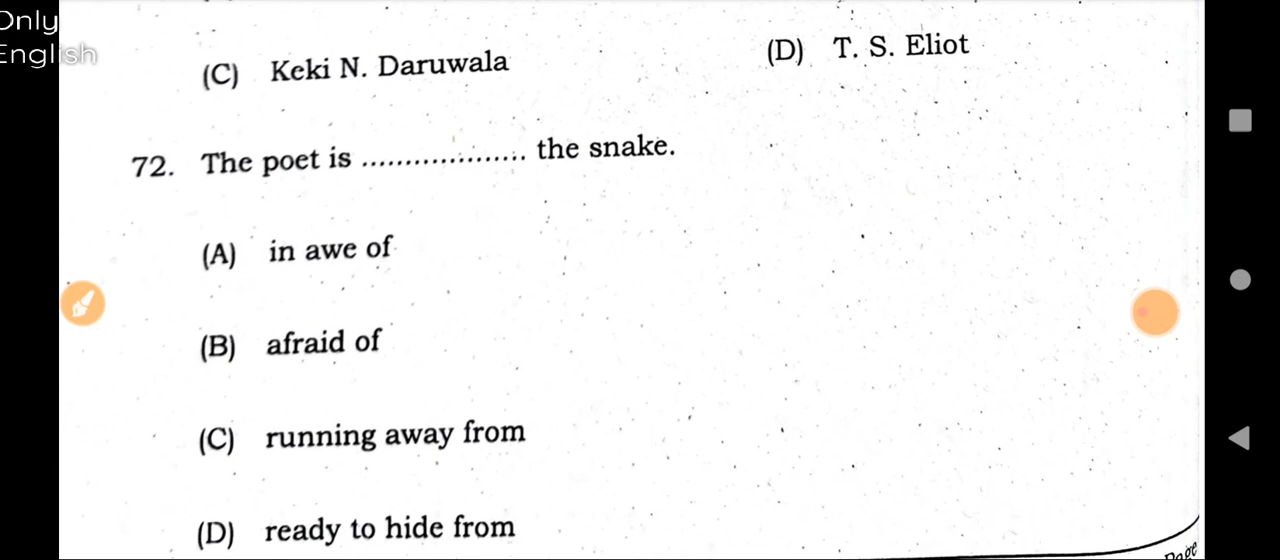 Only
English
(C) Keki N. Daruwala
(D) T. S. Eliot
72. The poet is ................... the snake.
(A) in awe of
(B) afraid of
(C) running away from
(D) ready to hide from
Page